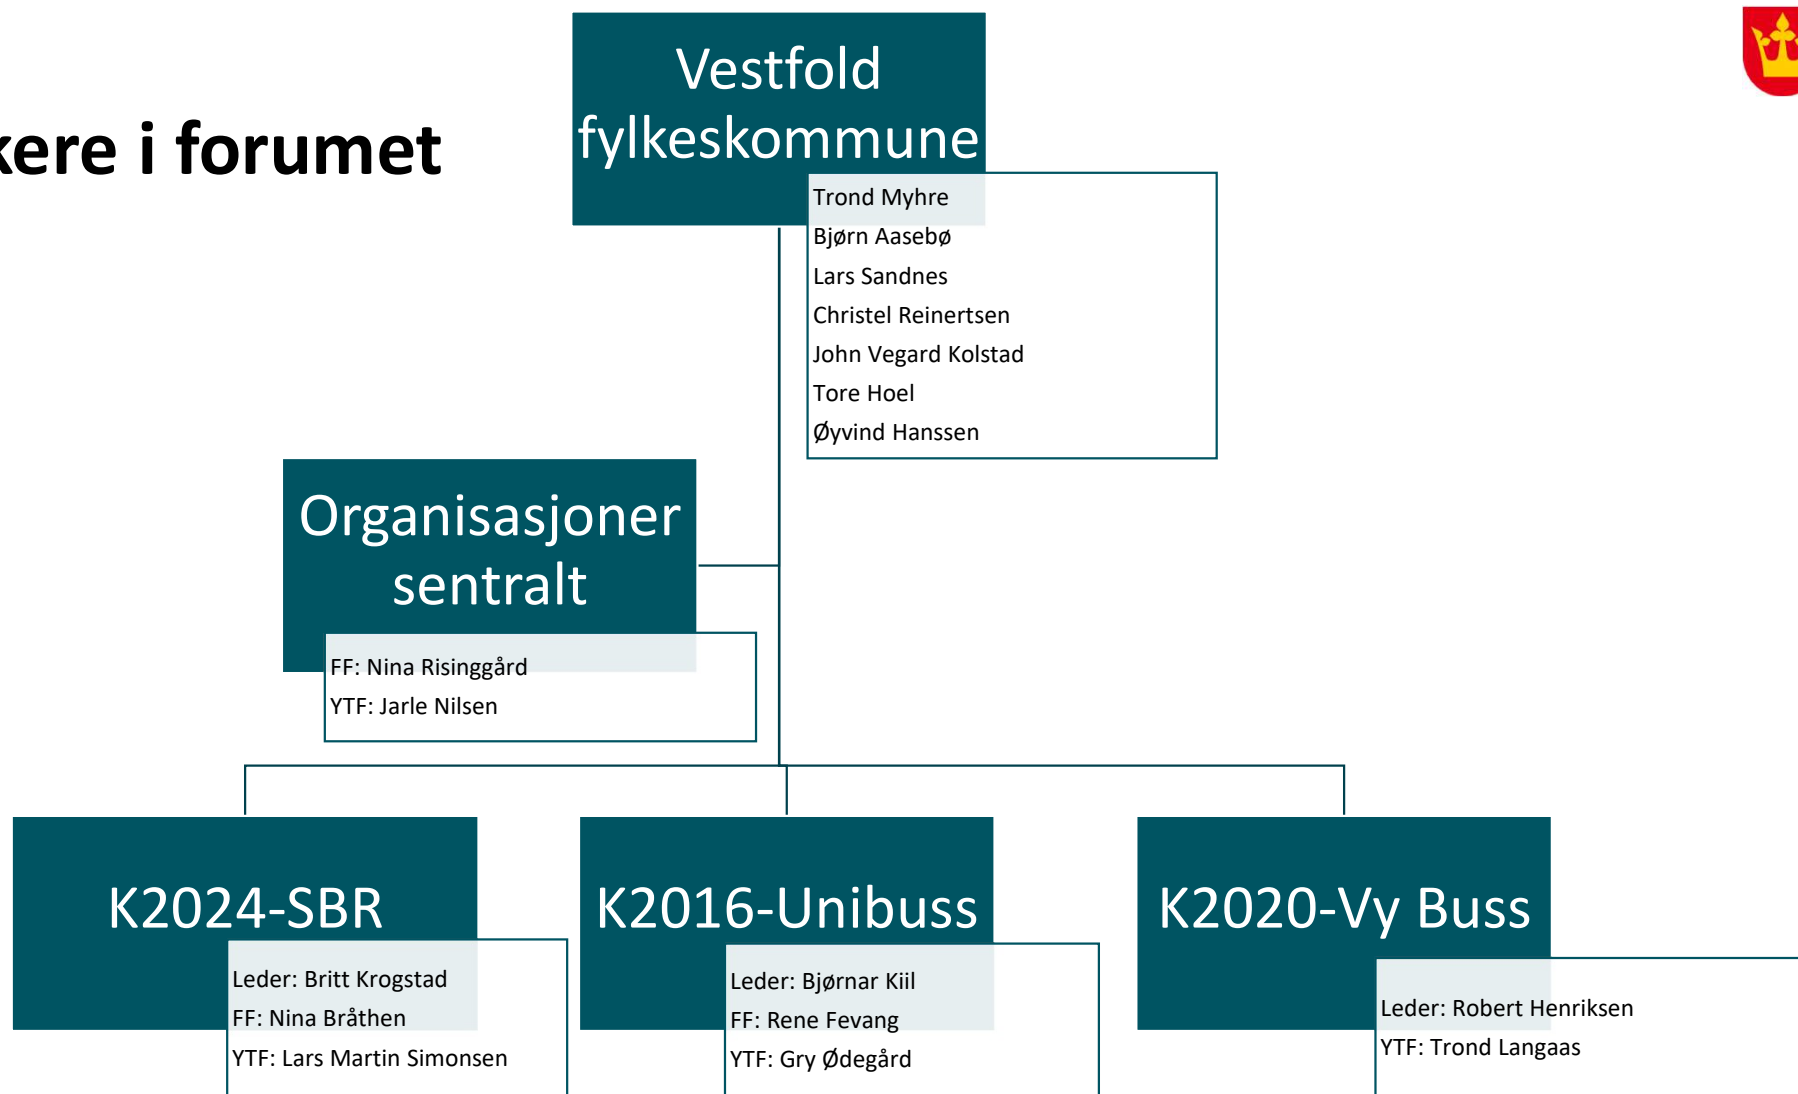 kere i forumet
Vestfold
fylkeskommune
Trond Myhre
Bjørn Aasebø
Lars Sandnes
Christel Reinertsen
John Vegard Kolstad
Tore Hoel
Øyvind Hanssen
Organisasjoner
sentralt
FF: Nina Risinggård
YTF: Jarle Nilsen
K2024-SBR
Leder: Britt Krogstad
FF: Nina Bråthen
YTF: Lars Martin Simonsen
K2016-Unibuss
Leder: Bjørnar Kiil
FF: Rene Fevang
YTF: Gry Ødegård
K2020-Vy Buss
Leder: Robert Henriksen
YTF: Trond Langaas